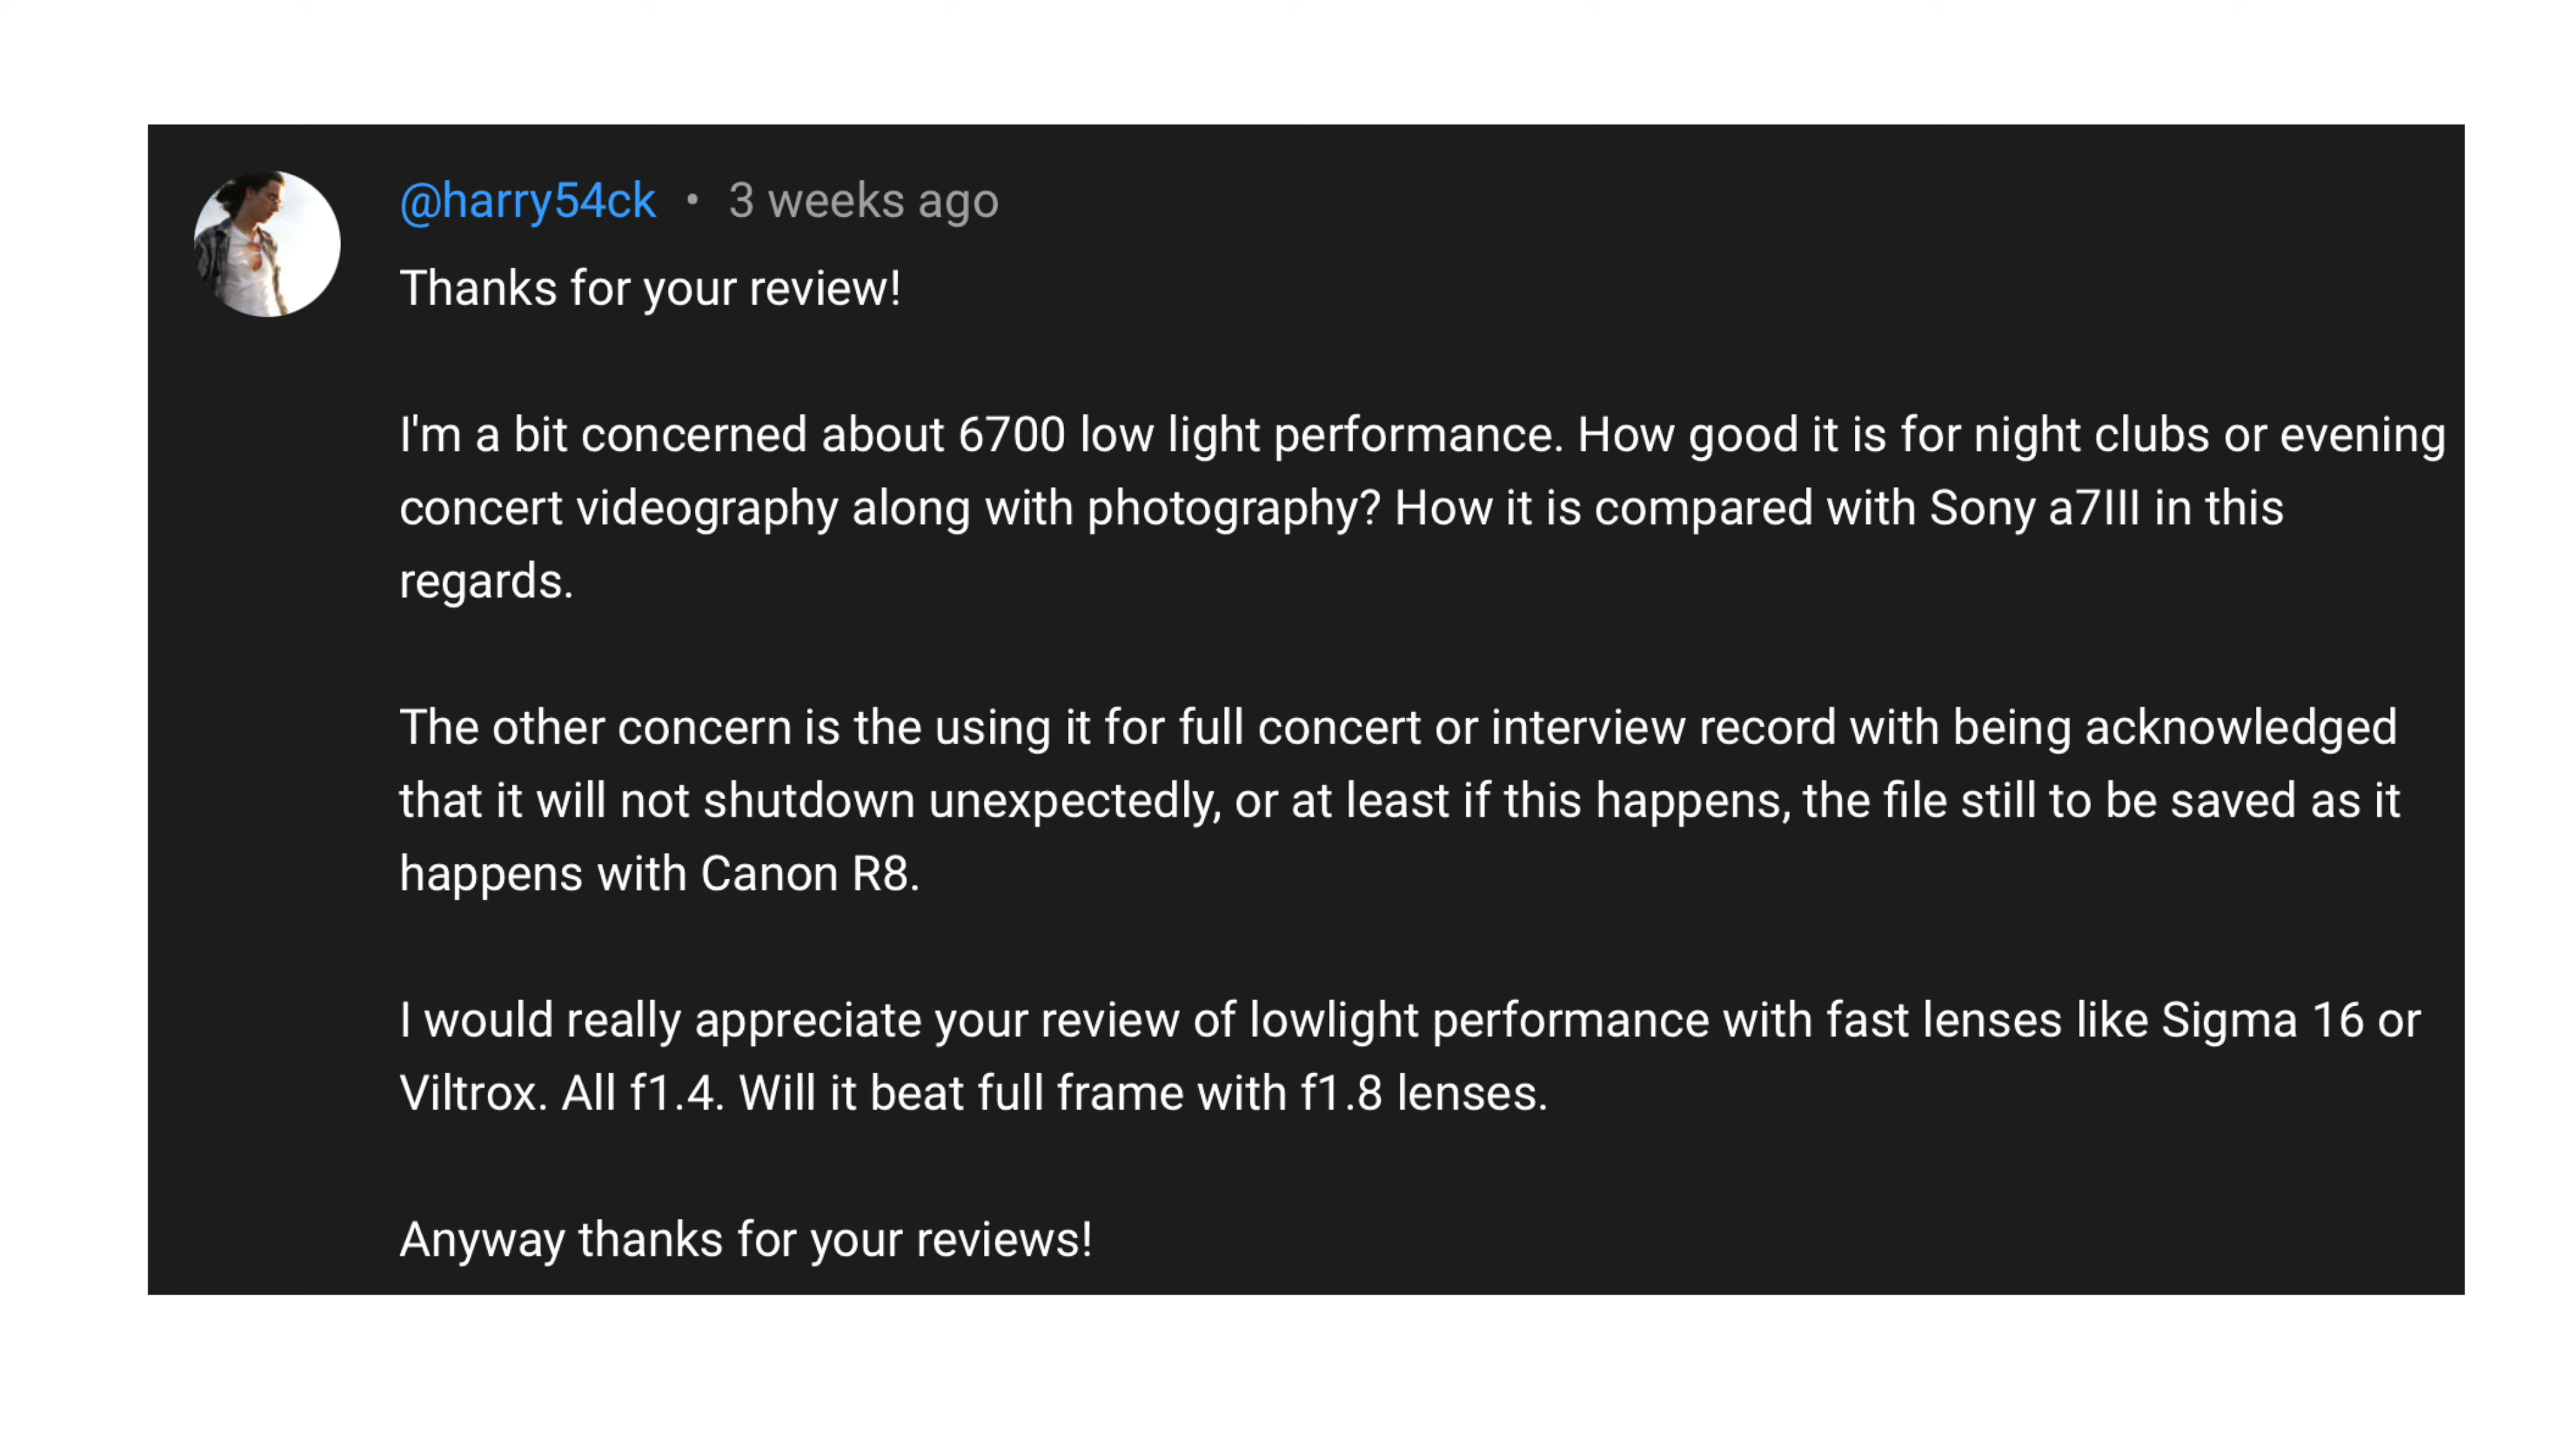 @harry54ck • 3 weeks ago
Thanks for your review!
I'm a bit concerned about 6700 low light performance. How good it is for night clubs or evening
concert videography along with photography? How it is compared with Sony a7III in this
regards.
The other concern is the using it for full concert or interview record with being acknowledged
that it will not shutdown unexpectedly, or at least if this happens, the file still to be saved as it
happens with Canon R8.
I would really appreciate your review of lowlight performance with fast lenses like Sigma 16 or
Viltrox. All f1.4. Will it beat full frame with f1.8 lenses.
Anyway thanks for your reviews!